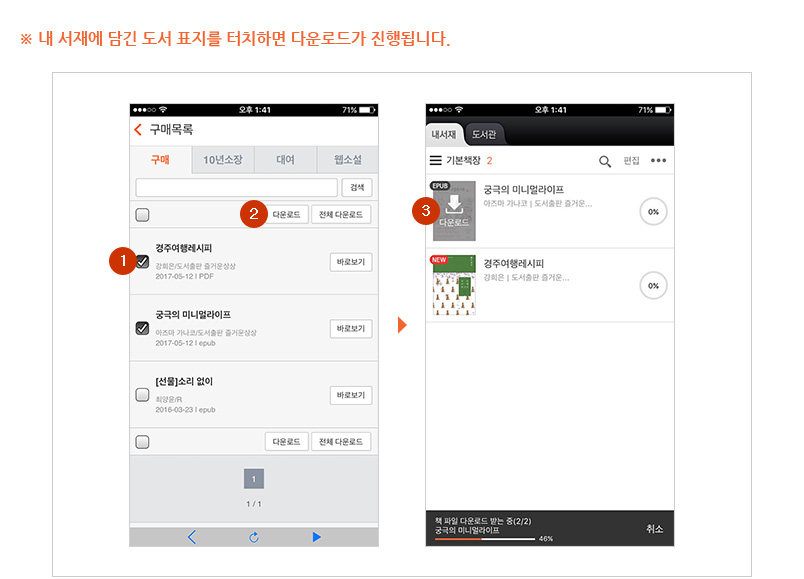 ※ 내 서재에 담긴 도서 표지를 터치하면 다운로드가 진행됩니다.
오후 1:41
71%
구매목록
구매
10년소장
대여
웹소설
검색
2
다운로드
전체 다운로드
1
경주여행레시피
강희은/도서출판 즐거운상상
2017-05-12 | PDF
바로보기
궁극의 미니멀라이프
아즈마 가나코/도서출판 즐거운상상
2017-05-12 | epub
바로보기
[선물]소리 없이
최양윤/R
2016-03-23 | epub
바로보기
다운로드
전체 다운로드
1
1 / 1
오후 1:41
71%
내서재
도서관
기본책장 2
편집
3
EPUB
다운로드
궁극의 미니멀라이프
아즈마 가나코 | 도서출판 즐거운...
0%
NEW
경주여행레시피
강희은 | 도서출판 즐거운...
0%
책 파일 다운로드 받는 중(2/2)
궁극의 미니멀라이프
46%
취소